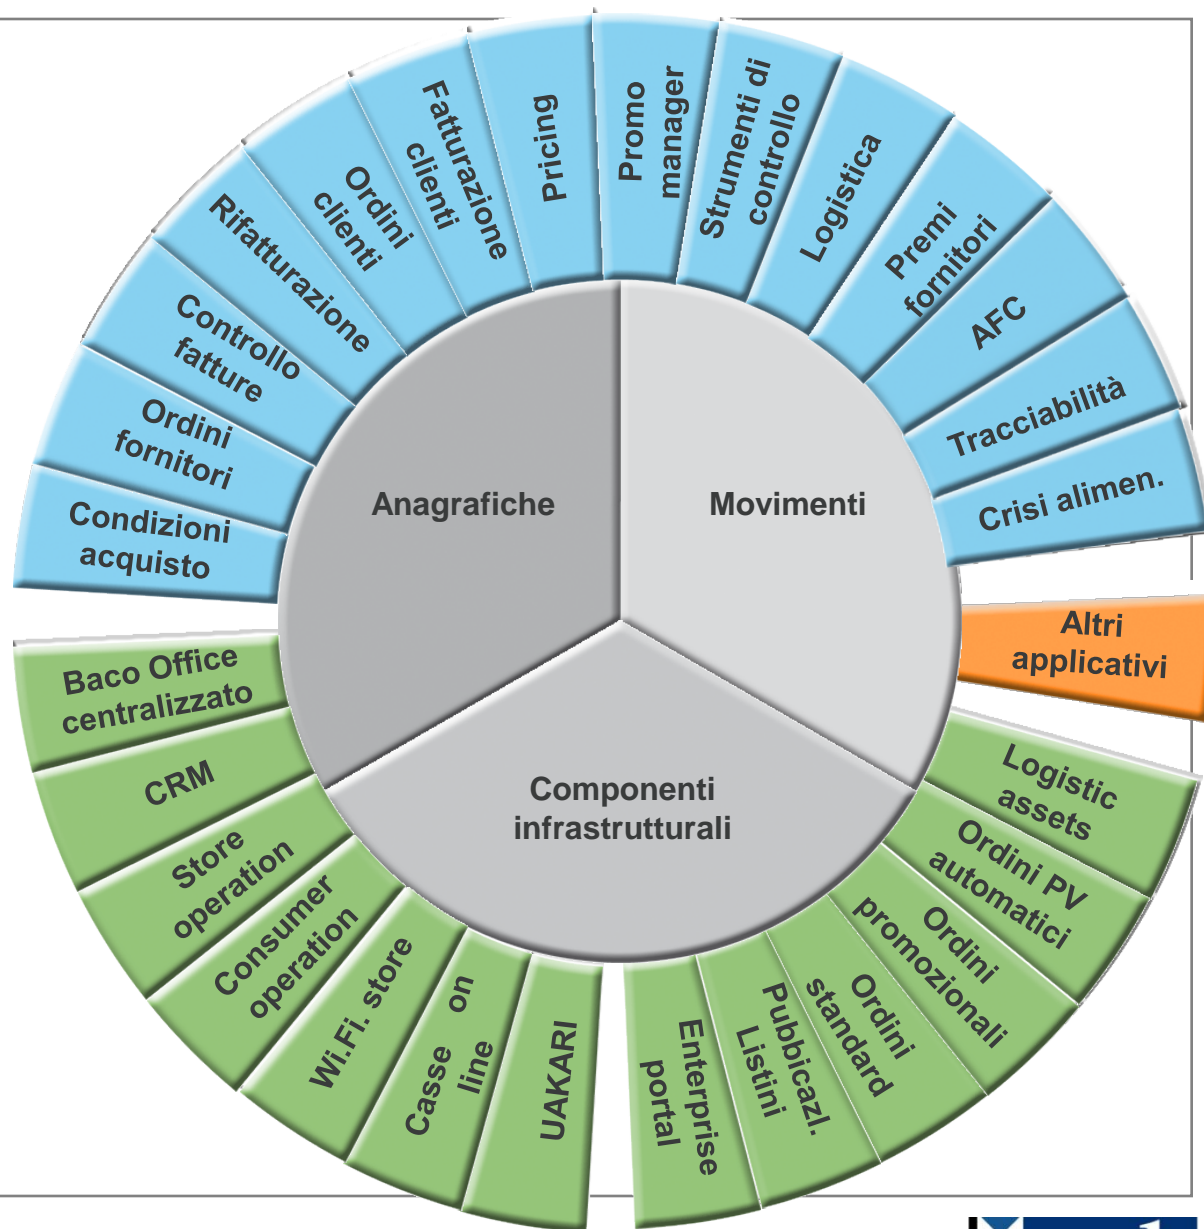 Condizioni
acquisto
Ordini
fornitori
Controllo
fatture
Rifatturazione
Ordini
clienti
Fatturazione
clienti
Pricing
Promo
manager
Strumenti di
controllo
Logistica
Premi
fornitori
AFC
Tracciabilità
Crisi alimen.
Altri
applicativi
Anagrafiche
Movimenti
Componenti
infrastrutturali
Baco Office
centralizzato
CRM
Store
operation
Consumer
operation
Wi.Fi. store
Casse on
line
UAKARI
Enterprise
portal
Pubbicazl.
Listini
Ordini
standard
Ordini
promozionali
Ordini PV
automatici
Logistic
assets